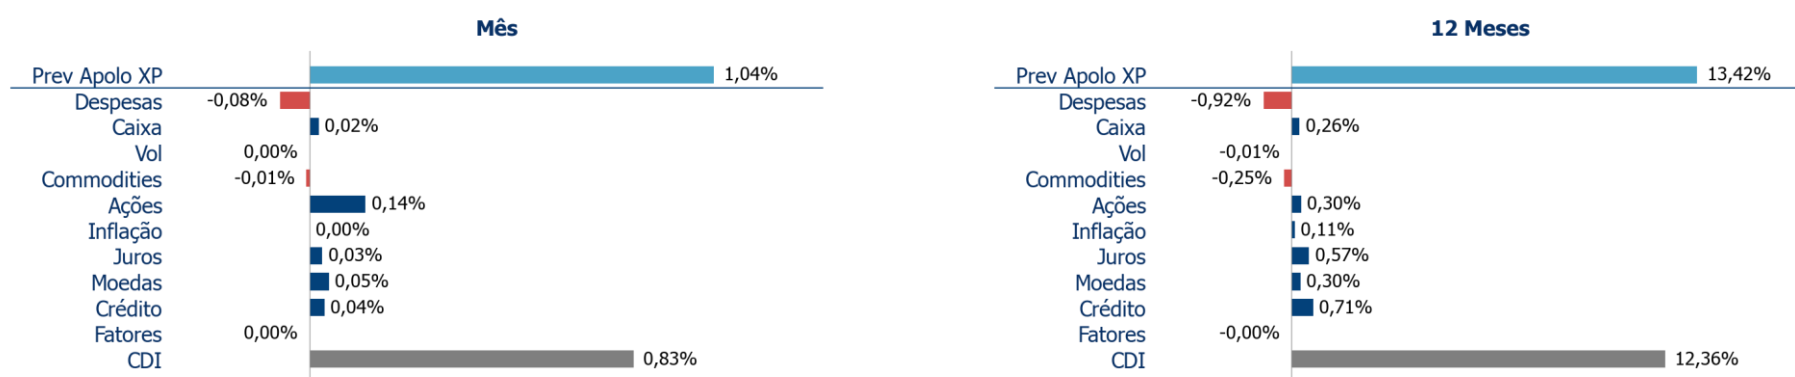 Mês
Prev Apolo XP 1,04%
Despesas -0,08%
Caixa 0,02%
Vol 0,00%
Commodities -0,01%
Ações 0,14%
Inflação 0,00%
Juros 0,03%
Moedas 0,05%
Crédito 0,04%
Fatores 0,00%
CDI 0,83%
12 Meses
Prev Apolo XP 13,42%
Despesas -0,92%
Caixa 0,26%
Vol -0,01%
Commodities -0,25%
Ações 0,30%
Inflação 0,11%
Juros 0,57%
Moedas 0,30%
Crédito 0,71%
Fatores -0,00%
CDI 12,36%